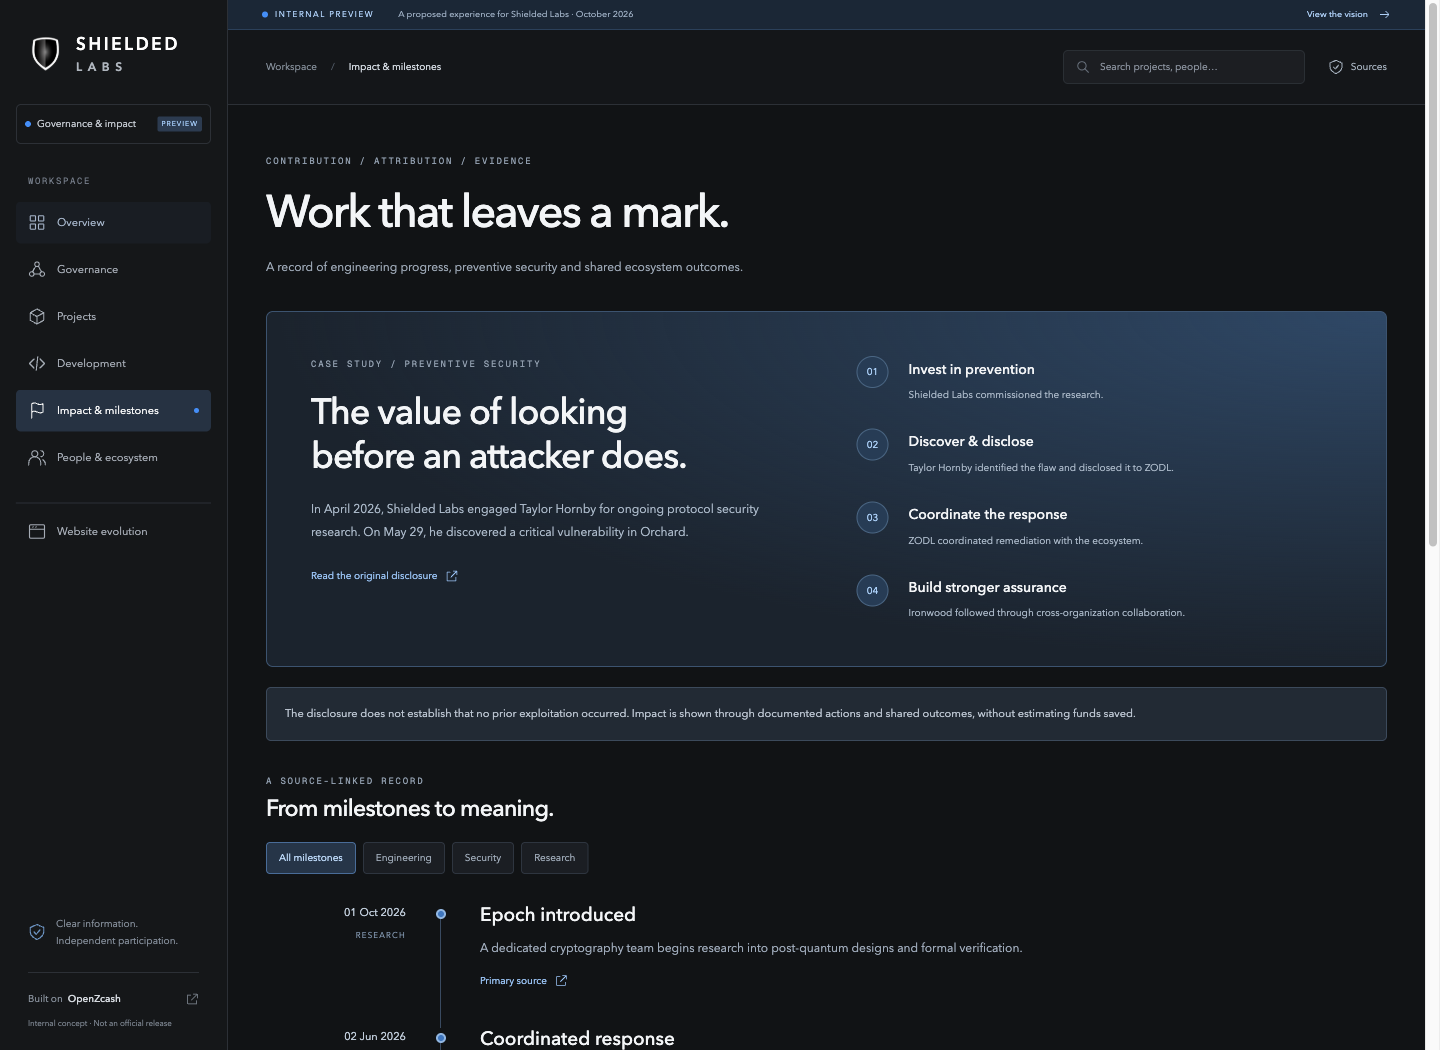 SHIELDED
LABS
Governance & impact
PREVIEW
WORKSPACE
Overview
Governance
Projects
Development
Impact & milestones
People & ecosystem
Website evolution
Clear information.
Independent participation.
Built on OpenZcash
Internal concept · Not an official release
INTERNAL PREVIEW
A proposed experience for Shielded Labs · October 2026
View the vision
Workspace / Impact & milestones
Search projects, people...
Sources
CONTRIBUTION / ATTRIBUTION / EVIDENCE
Work that leaves a mark.
A record of engineering progress, preventive security and shared ecosystem outcomes.
CASE STUDY / PREVENTIVE SECURITY
The value of looking
before an attacker does.
In April 2026, Shielded Labs engaged Taylor Hornby for ongoing protocol security
research. On May 29, he discovered a critical vulnerability in Orchard.
Read the original disclosure
01
Invest in prevention
Shielded Labs commissioned the research.
02
Discover & disclose
Taylor Hornby identified the flaw and disclosed it to ZODL.
03
Coordinate the response
ZODL coordinated remediation with the ecosystem.
04
Build stronger assurance
Ironwood followed through cross-organization collaboration.
The disclosure does not establish that no prior exploitation occurred. Impact is shown through documented actions and shared outcomes, without estimating funds saved.
A SOURCE-LINKED RECORD
From milestones to meaning.
All milestones
Engineering
Security
Research
01 Oct 2026
RESEARCH
Epoch introduced
A dedicated cryptography team begins research into post-quantum designs and formal verification.
Primary source
02 Jun 2026
Coordinated response